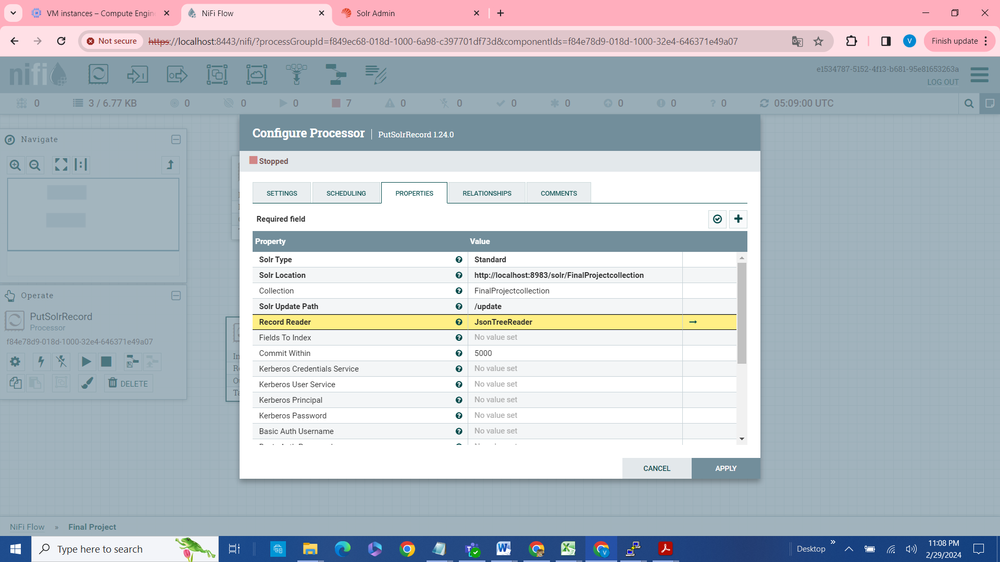 VM instances – Compute Engin
NiFi Flow
Solr Admin
Not secure
https://localhost:8443/nifi/?processGroupId=f849ec68-018d-1000-6a98-c397701df73d&componentIds=f84e78d9-018d-1000-32e4-646371e49a07
V
Finish update
nifi
e1534787-5152-4f13-b681-95e81653263a
LOG OUT
0
3 / 6.77 KB
0
0
0
7
0
0
0
0
0
0
0
05:09:00 UTC
Navigate
Operate
PutSolrRecord
Processor
f84e78d9-018d-1000-32e4-646371e49a07
DELETE
Configure Processor
PutSolrRecord 1.24.0
Stopped
SETTINGS
SCHEDULING
PROPERTIES
RELATIONSHIPS
COMMENTS
Required field
Property Value
Solr Type Standard
Solr Location http://localhost:8983/solr/FinalProjectcollection
Collection FinalProjectcollection
Solr Update Path /update
Record Reader JsonTreeReader
Fields To Index No value set
Commit Within 5000
Kerberos Credentials Service No value set
Kerberos User Service No value set
Kerberos Principal No value set
Kerberos Password No value set
Basic Auth Username No value set
CANCEL
APPLY
NiFi Flow » Final Project
Type here to search
Desktop
11:08 PM
2/29/2024